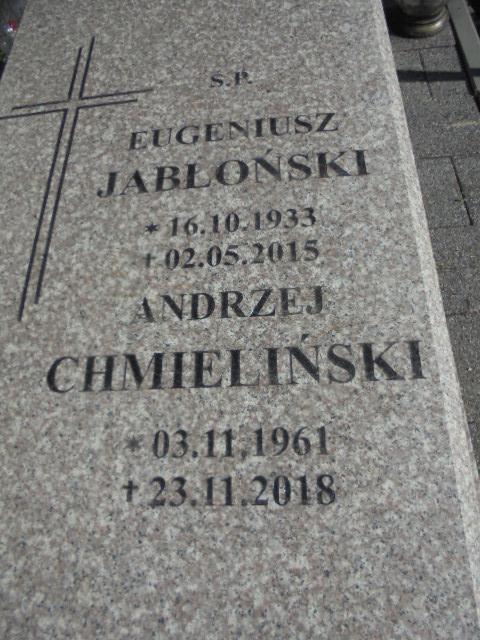 Ś.P.
EUGENIUSZ
JABŁOŃSKI
* 16.10.1933
† 02.05.2015
ANDRZEJ
CHMIELIŃSKI
* 03.11.1961
† 23.11.2018